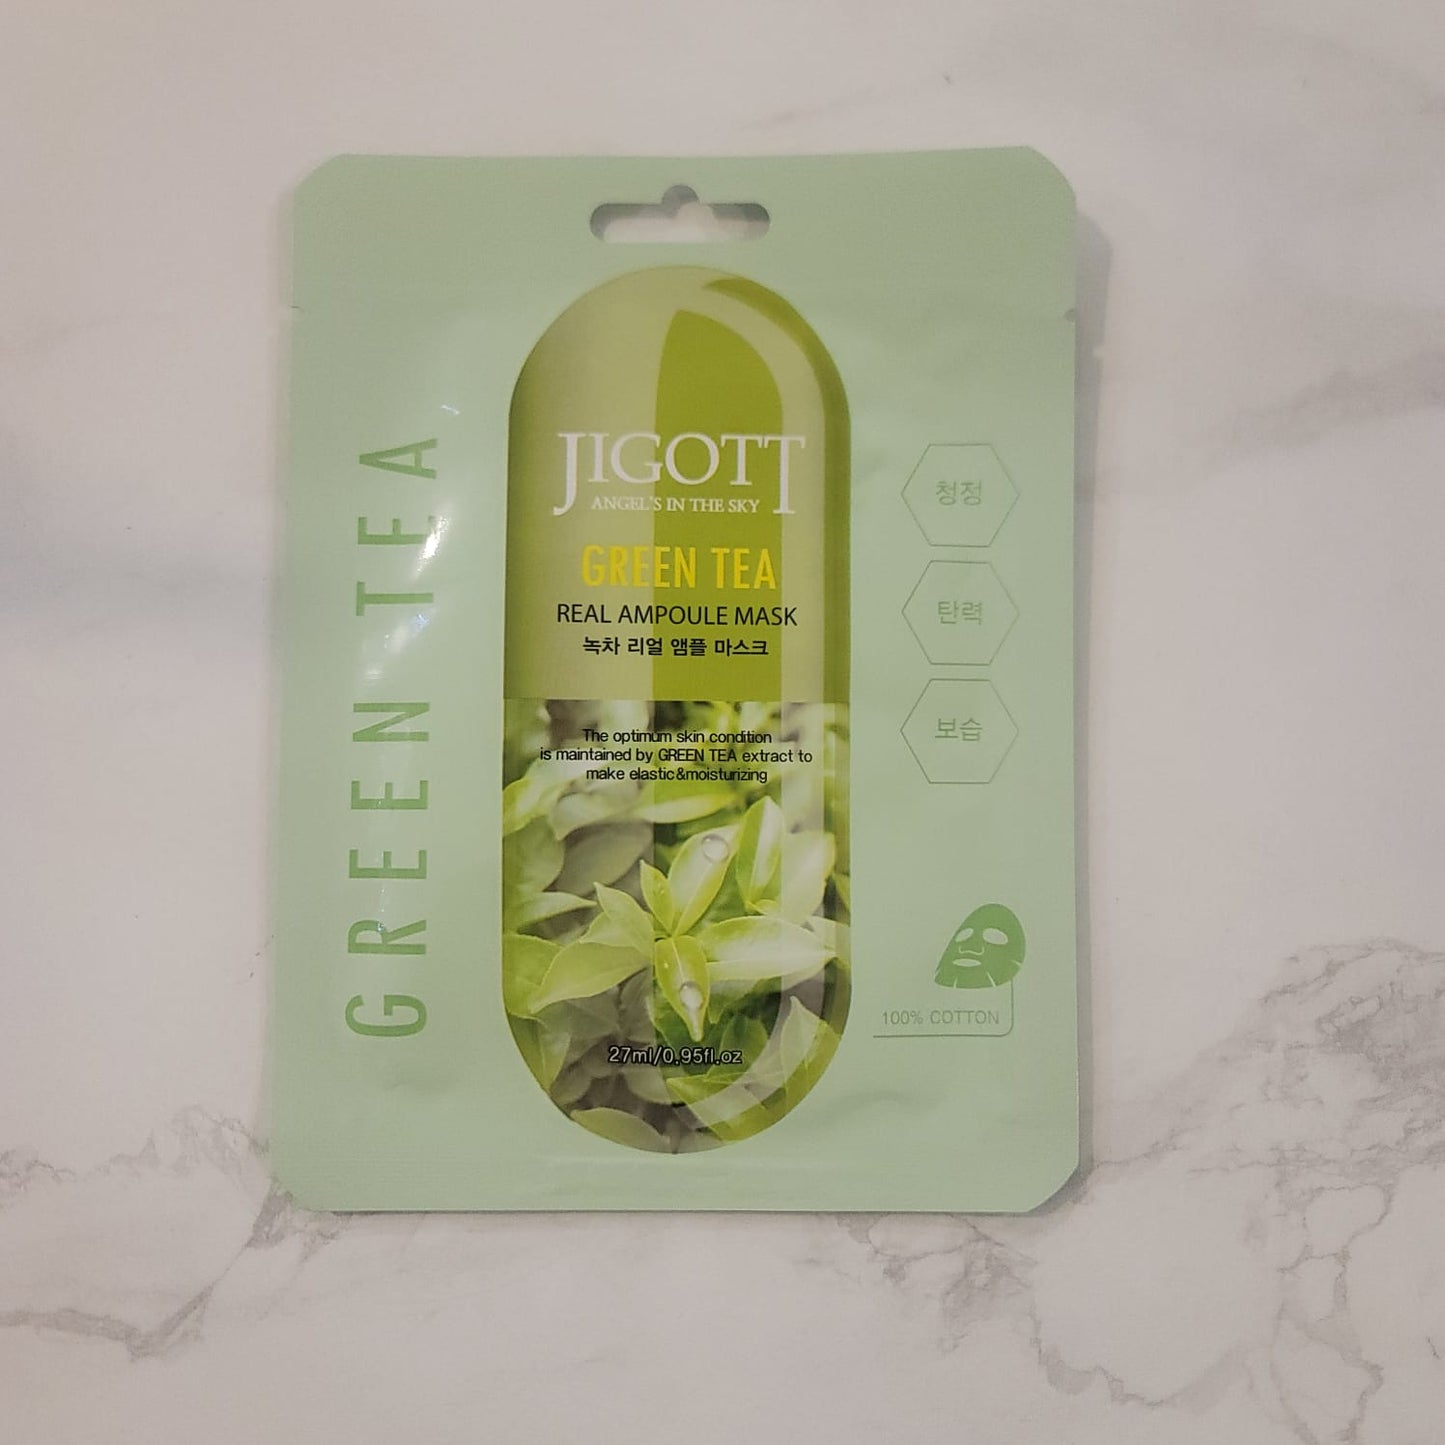 GREEN TEA
JIGOTT
ANGEL'S IN THE SKY
GREEN TEA
REAL AMPOULE MASK
녹차 리얼 앰플 마스크
The optimum skin condition
is maintained by GREEN TEA extract to
make elastic&moisturizing
27ml/0.95fl.oz
청정
탄력
보습
100% COTTON